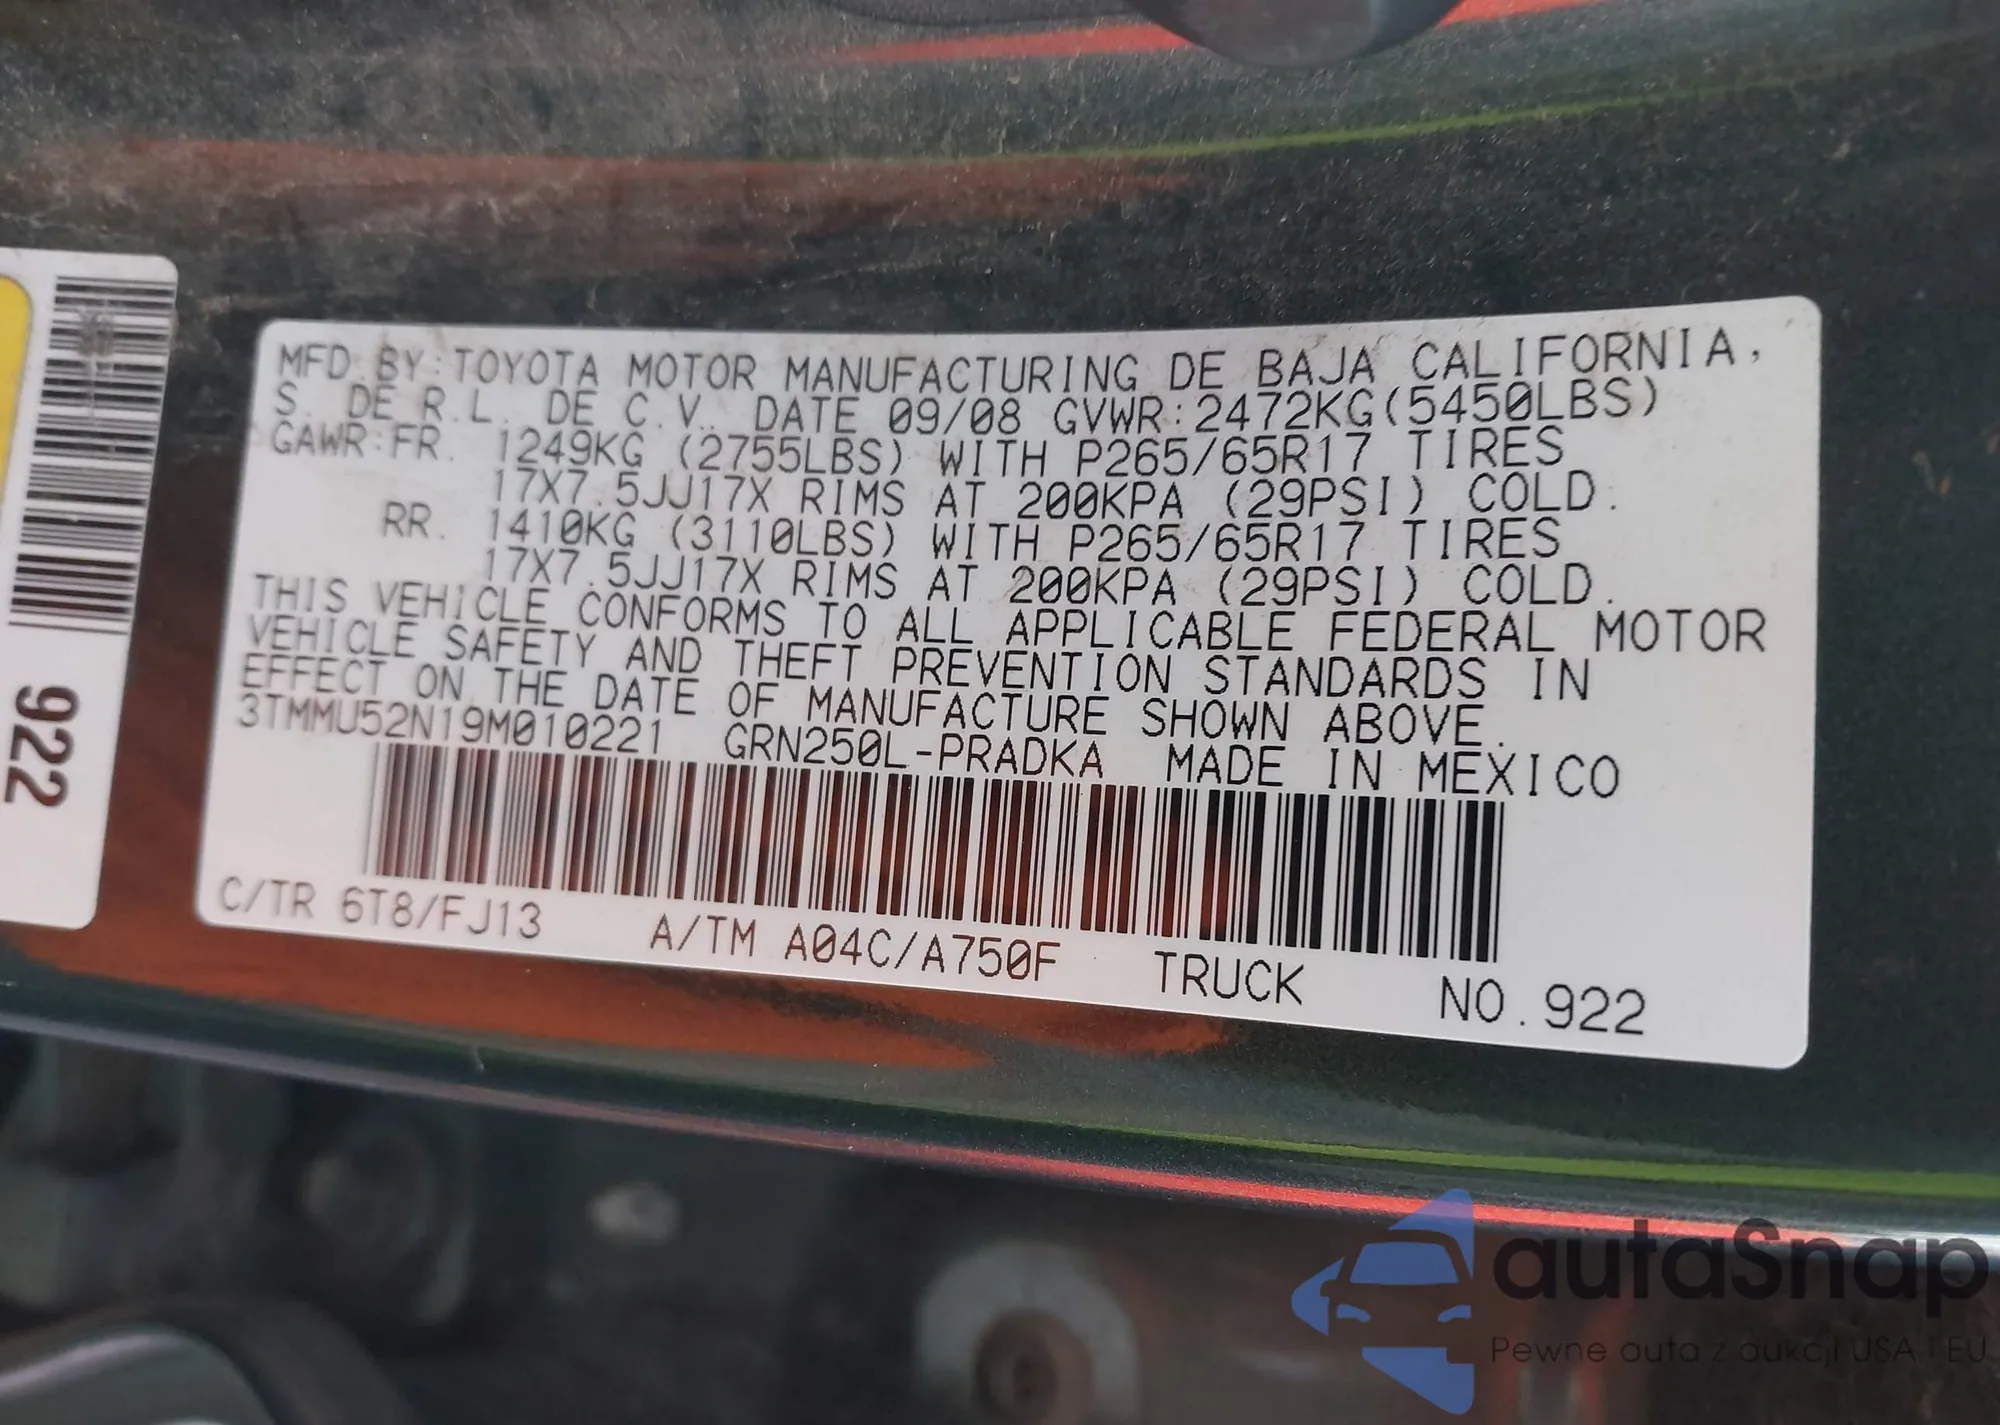 MFD. BY: TOYOTA MOTOR MANUFACTURING DE BAJA CALIFORNIA,
S. DE R.L. DE C.V. DATE 09/08 GVWR:2472KG(5450LBS)
GAWR:FR. 1249KG (2755LBS) WITH P265/65R17 TIRES
17X7.5JJ17X RIMS AT 200KPA (29PSI) COLD.
RR. 1410KG (3110LBS) WITH P265/65R17 TIRES
17X7.5JJ17X RIMS AT 200KPA (29PSI) COLD.
THIS VEHICLE CONFORMS TO ALL APPLICABLE FEDERAL MOTOR
VEHICLE SAFETY AND THEFT PREVENTION STANDARDS IN
EFFECT ON THE DATE OF MANUFACTURE SHOWN ABOVE.
3TMMU52N19M010221 GRN250L-PRADKA MADE IN MEXICO
C/TR 6T8/FJ13 A/TM A04C/A750F TRUCK NO.922
922
autoSnap
Pewne auta z aukcji USA i EU